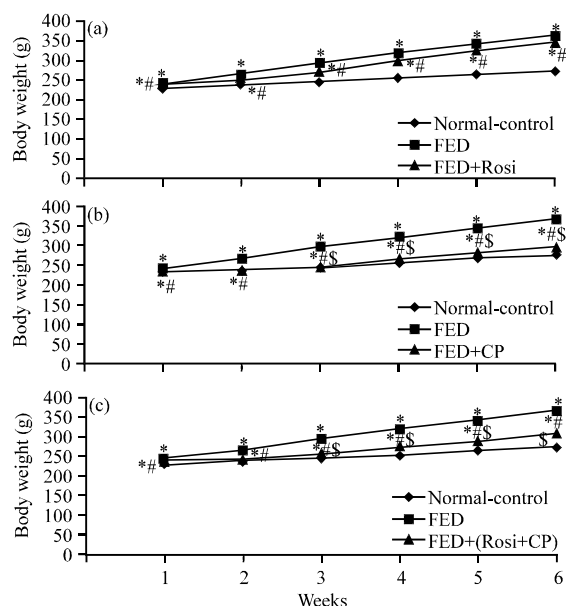 (a)
Body weight (g)
400
350
300
250
200
150
100
50
0
* * * * * *
*# *# *# *# *# *#
Normal-control
FED
FED+Rosi
(b)
Body weight (g)
400
350
300
250
200
150
100
50
0
* * * * * *
*# *# *#$ *#$ *#$ *#$
Normal-control
FED
FED+CP
(c)
Body weight (g)
400
350
300
250
200
150
100
50
0
* * * * * *
*# *# *#$ *#$ *#$ *#
$
Normal-control
FED
FED+(Rosi+CP)
1 2 3 4 5 6
Weeks